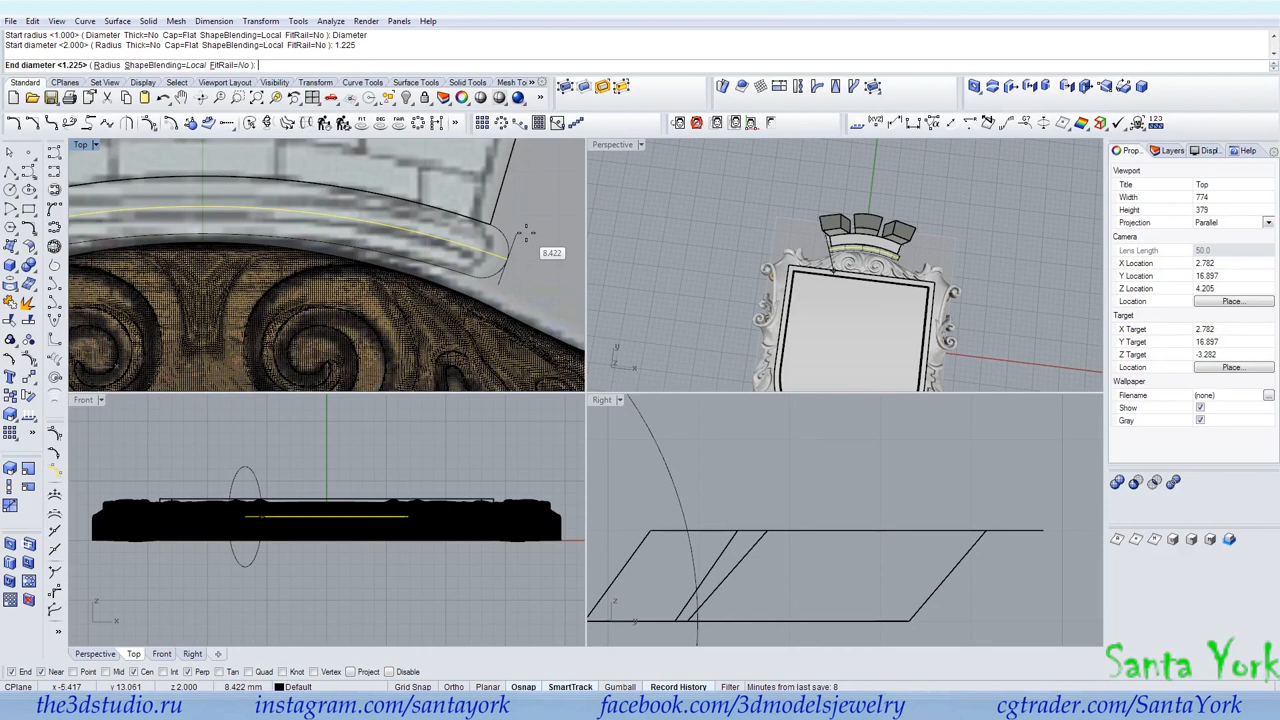 File Edit View Curve Surface Solid Mesh Dimension Transform Tools Analyze Render Panels Help
Start radius <1.000> ( Diameter Thick=No Cap=Flat ShapeBlending=Local FitRail=No ): Diameter
Start diameter <2.000> ( Radius Thick=No Cap=Flat ShapeBlending=Local FitRail=No ): 1.225
End diameter <1.225> ( Radius ShapeBlending=Local FitRail=No ):
Standard CPlanes Set View Display Select Viewport Layout Visibility Transform Curve Tools Surface Tools Solid Tools Mesh To
Top
Perspective
Prop... Layers Displ... Help
Viewport
Title Top
Width 774
Height 379
Projection Parallel
Camera
Lens Length 50.0
X Location 2.782
Y Location 16.897
Z Location 4.205
Location Place...
Target
X Target 2.782
Y Target 16.897
Z Target -3.282
Location Place...
Wallpaper
Filename (none)
Show
Gray
8.422
y
z x
Front
Right
z
x
z
y
Perspective Top Front Right
End Near Point Mid Cen Int Perp Tan Quad Knot Vertex Project Disable
CPlane x -5.417 y 13.061 z 2.000 8.422 mm Default Grid Snap Ortho Planar Osnap SmartTrack Gumball Record History Filter Minutes from last save: 8
Santa York
the3dstudio.ru instagram.com/santayork facebook.com/3dmodelsjewelry cgtrader.com/SantaYork